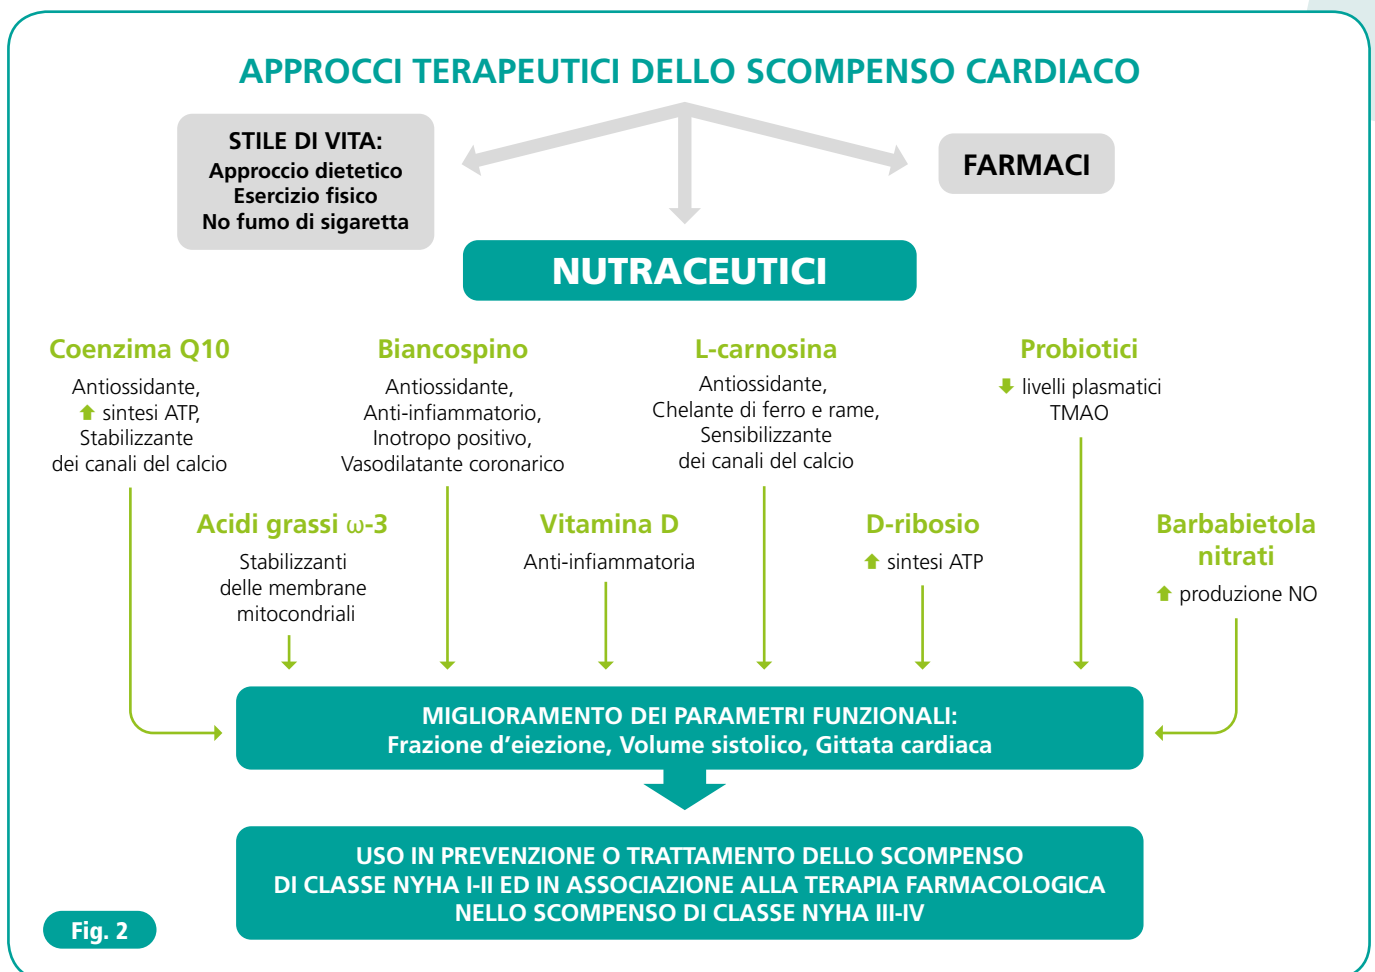 APPROCCI TERAPEUTICI DELLO SCOMPENSO CARDIACO
STILE DI VITA:
Approccio dietetico
Esercizio fisico
No fumo di sigaretta
FARMACI
NUTRACEUTICI
Coenzima Q10
Antiossidante,
sintesi ATP,
Stabilizzante
dei canali del calcio
Biancospino
Antiossidante,
Anti-infiammatorio,
Inotropo positivo,
Vasodilatante coronarico
L-carnosina
Antiossidante,
Chelante di ferro e rame,
Sensibilizzante
dei canali del calcio
Probiotici
livelli plasmatici
TMAO
Acidi grassi ω-3
Stabilizzanti
delle membrane
mitocondriali
Vitamina D
Anti-infiammatoria
D-ribosio
sintesi ATP
Barbabietola
nitrati
produzione NO
MIGLIORAMENTO DEI PARAMETRI FUNZIONALI:
Frazione d'eiezione, Volume sistolico, Gittata cardiaca
USO IN PREVENZIONE O TRATTAMENTO DELLO SCOMPENSO
DI CLASSE NYHA I-II ED IN ASSOCIAZIONE ALLA TERAPIA FARMACOLOGICA
NELLO SCOMPENSO DI CLASSE NYHA III-IV
Fig. 2